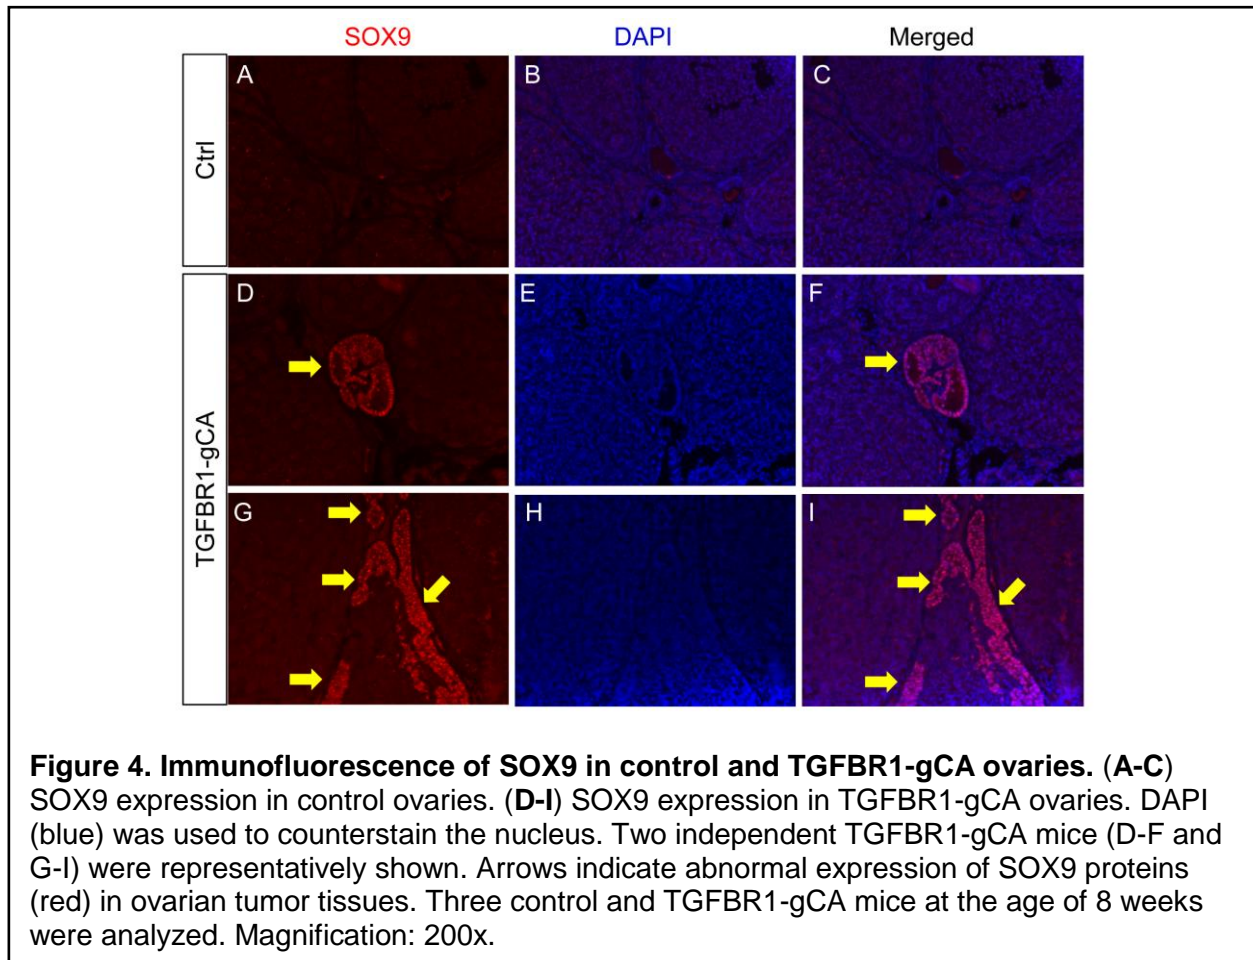 SOX9 DAPI Merged
Ctrl
A B C
TGFBR1-gCA
D E F
G H I
Figure 4. Immunofluorescence of SOX9 in control and TGFBR1-gCA ovaries. (A-C)
SOX9 expression in control ovaries. (D-I) SOX9 expression in TGFBR1-gCA ovaries. DAPI
(blue) was used to counterstain the nucleus. Two independent TGFBR1-gCA mice (D-F and
G-I) were representatively shown. Arrows indicate abnormal expression of SOX9 proteins
(red) in ovarian tumor tissues. Three control and TGFBR1-gCA mice at the age of 8 weeks
were analyzed. Magnification: 200x.